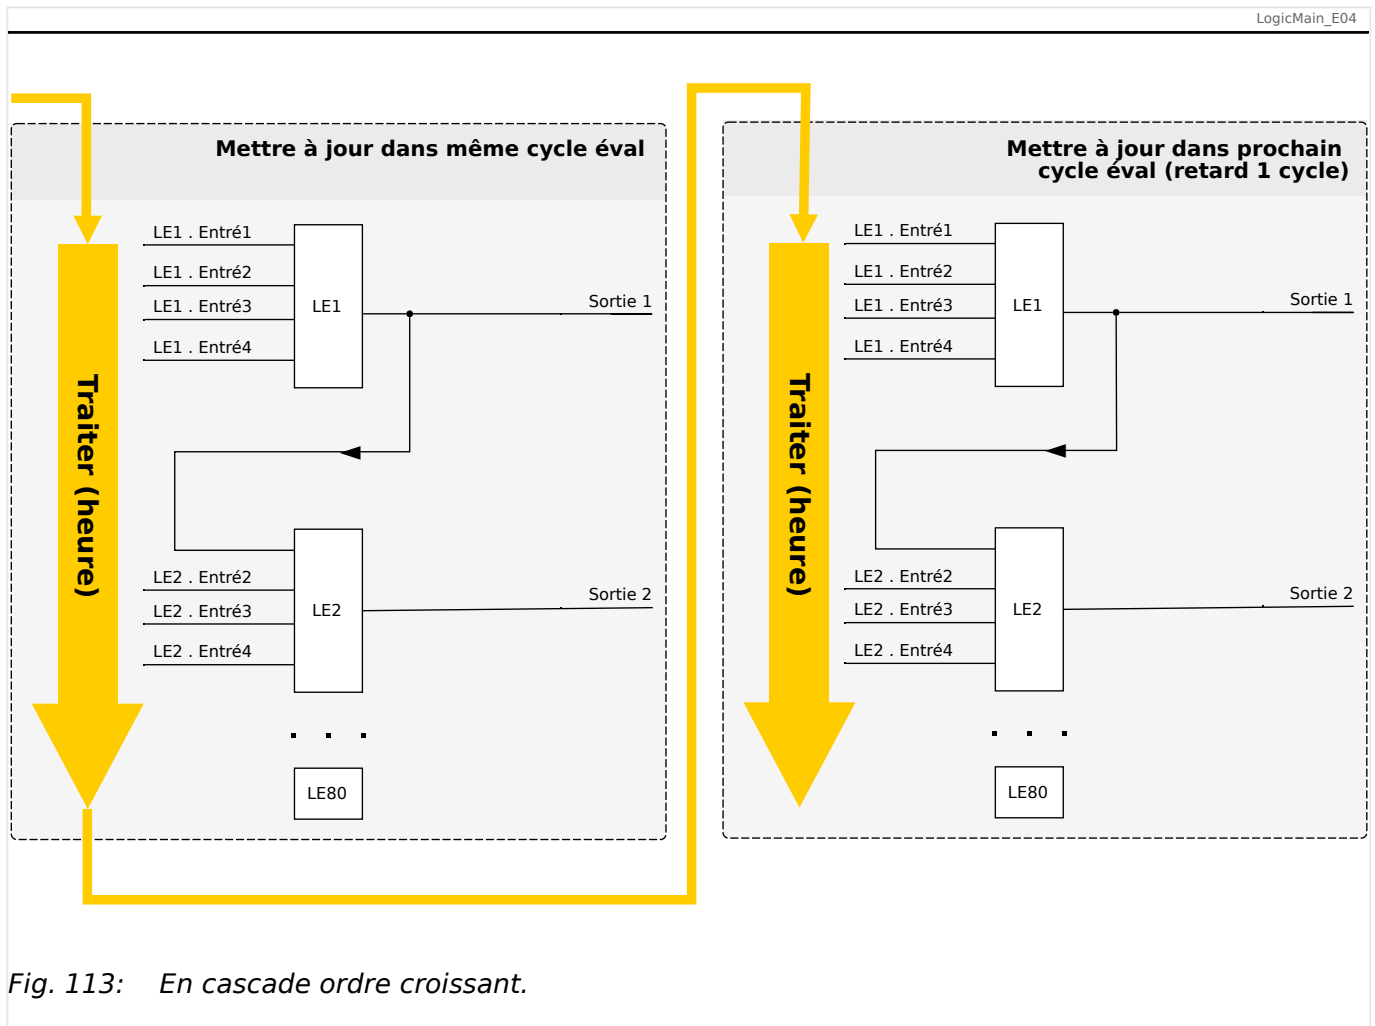 LogicMain_E04
Mettre à jour dans même cycle éval
LE1 . Entré1
LE1 . Entré2
LE1 . Entré3
LE1 . Entré4
LE1
Sortie 1
Traiter (heure)
LE2 . Entré2
LE2 . Entré3
LE2 . Entré4
LE2
Sortie 2
. . .
LE80
Mettre à jour dans prochain
cycle éval (retard 1 cycle)
LE1 . Entré1
LE1 . Entré2
LE1 . Entré3
LE1 . Entré4
LE1
Sortie 1
Traiter (heure)
LE2 . Entré2
LE2 . Entré3
LE2 . Entré4
LE2
Sortie 2
. . .
LE80
Fig. 113: En cascade ordre croissant.